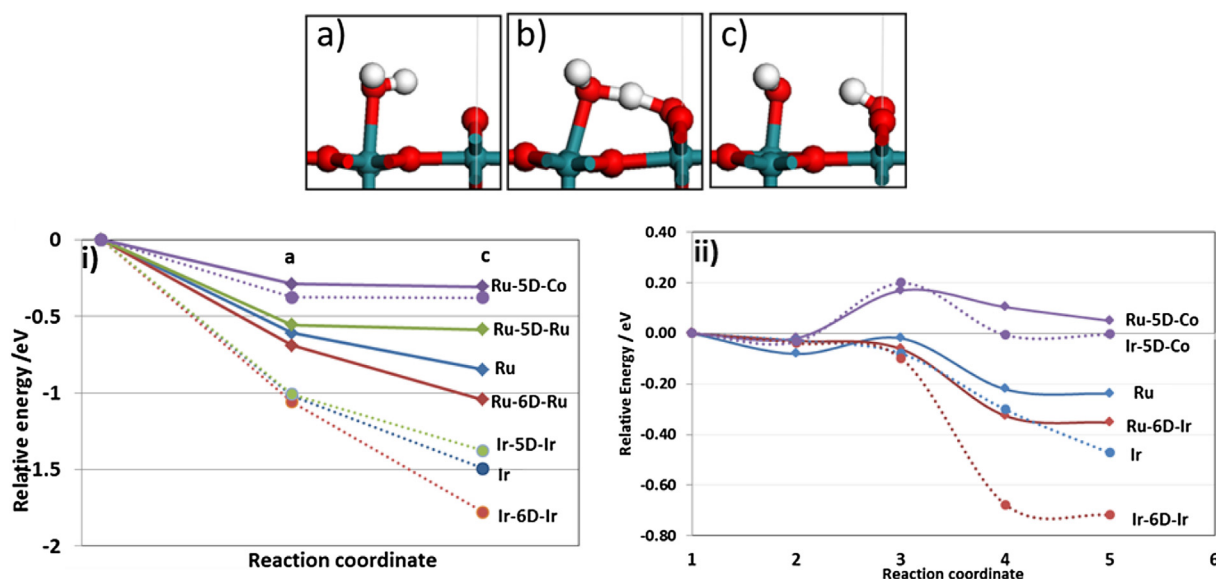 a)
b)
c)
i)
a
c
0
-0.5
-1
-1.5
-2
Relative energy /eV
Reaction coordinate
Ru-5D-Co
Ru-5D-Ru
Ru
Ru-6D-Ru
Ir-5D-Ir
Ir
Ir-6D-Ir
ii)
0.40
0.20
0.00
-0.20
-0.40
-0.60
-0.80
Relative Energy / eV
1 2 3 4 5 6
Reaction coordinate
Ru-5D-Co
Ir-5D-Co
Ru
Ru-6D-Ir
Ir
Ir-6D-Ir